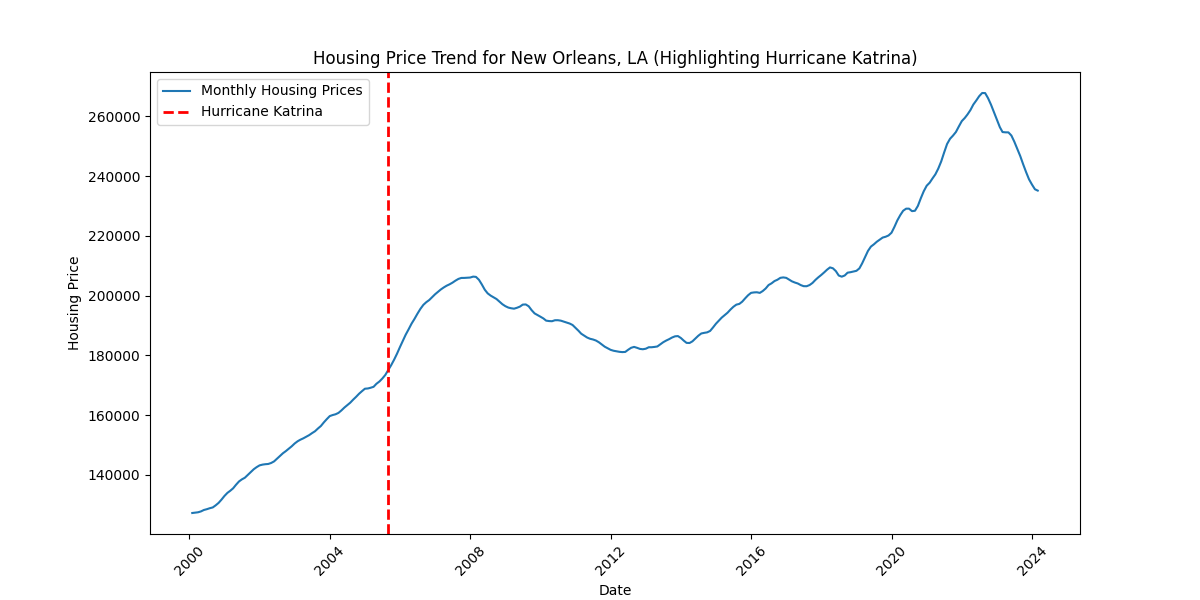 Housing Price Trend for New Orleans, LA (Highlighting Hurricane Katrina)
Monthly Housing Prices
Hurricane Katrina
260000
240000
220000
200000
180000
160000
140000
Housing Price
2000
2004
2008
2012
2016
2020
2024
Date